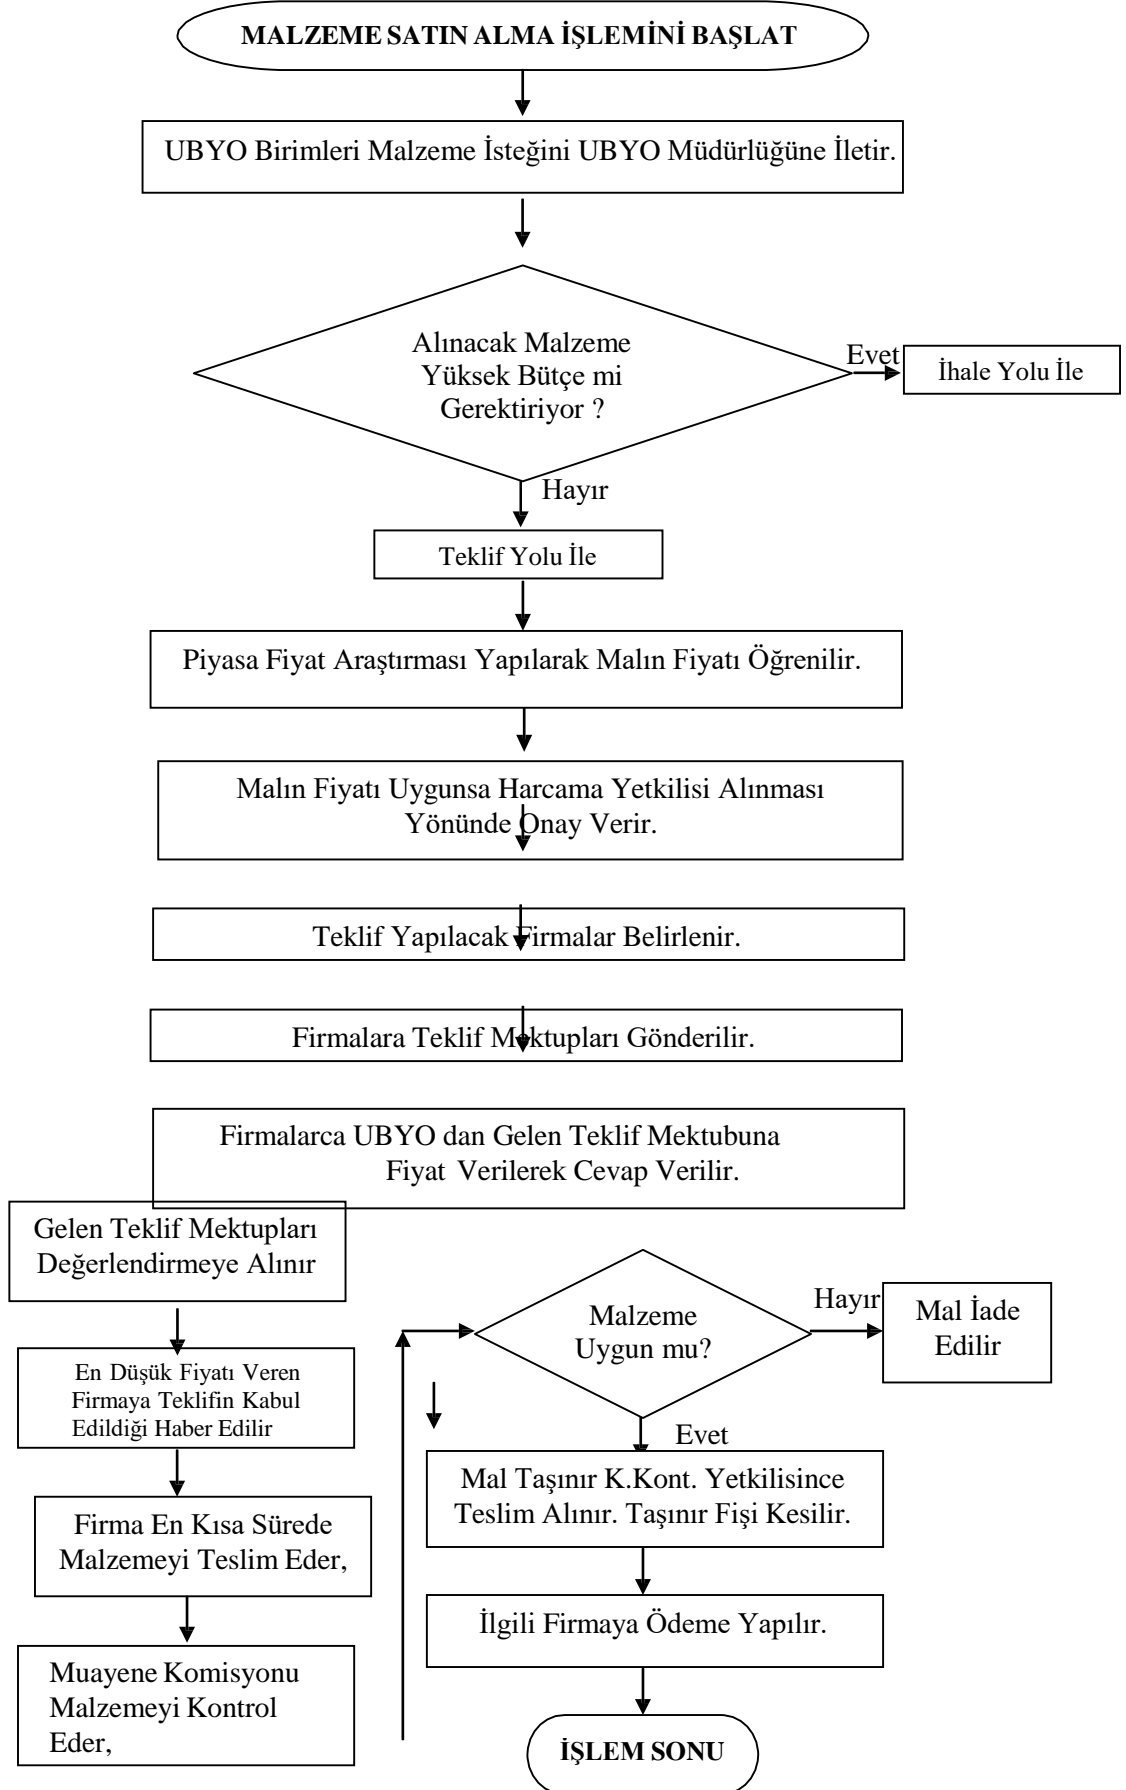 MALZEME SATIN ALMA İŞLEMİNİ BAŞLAT
UBYO Birimleri Malzeme İsteğini UBYO Müdürlüğüne İletir.
Alınacak Malzeme
Yüksek Bütçe mi
Gerektiriyor ?
Evet
İhale Yolu İle
Hayır
Teklif Yolu İle
Piyasa Fiyat Araştırması Yapılarak Malın Fiyatı Öğrenilir.
Malın Fiyatı Uygunsa Harcama Yetkilisi Alınması
Yönünde Onay Verir.
Teklif Yapılacak Firmalar Belirlenir.
Firmalara Teklif Mektupları Gönderilir.
Firmalarca UBYO dan Gelen Teklif Mektubuna
Fiyat Verilerek Cevap Verilir.
Gelen Teklif Mektupları
Değerlendirmeye Alınır
En Düşük Fiyatı Veren
Firmaya Teklifin Kabul
Edildiği Haber Edilir
Firma En Kısa Sürede
Malzemeyi Teslim Eder,
Muayene Komisyonu
Malzemeyi Kontrol
Eder,
Malzeme
Uygun mu?
Hayır
Mal İade
Edilir
Evet
Mal Taşınır K.Kont. Yetkilisince
Teslim Alınır. Taşınır Fişi Kesilir.
İlgili Firmaya Ödeme Yapılır.
İŞLEM SONU